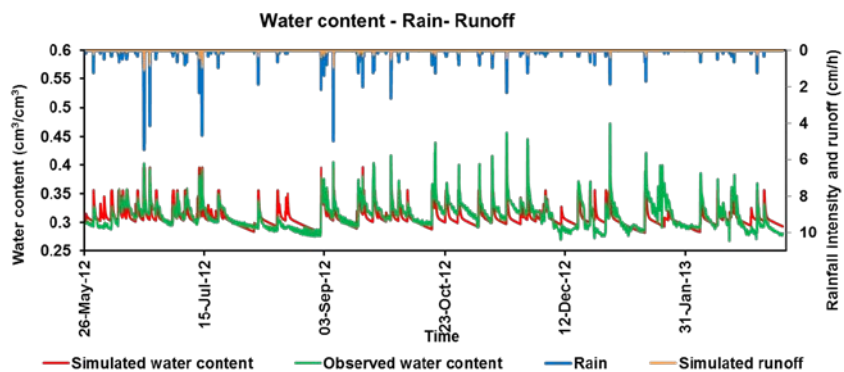 Water content - Rain- Runoff
Water content (cm³/cm³)
0.6
0.55
0.5
0.45
0.4
0.35
0.3
0.25
0
2
4
6
8
10
Rainfall intensity and runoff (cm/h)
26-May-12
15-Jul-12
03-Sep-12
23-Oct-12
12-Dec-12
31-Jan-13
Time
Simulated water content Observed water content Rain Simulated runoff